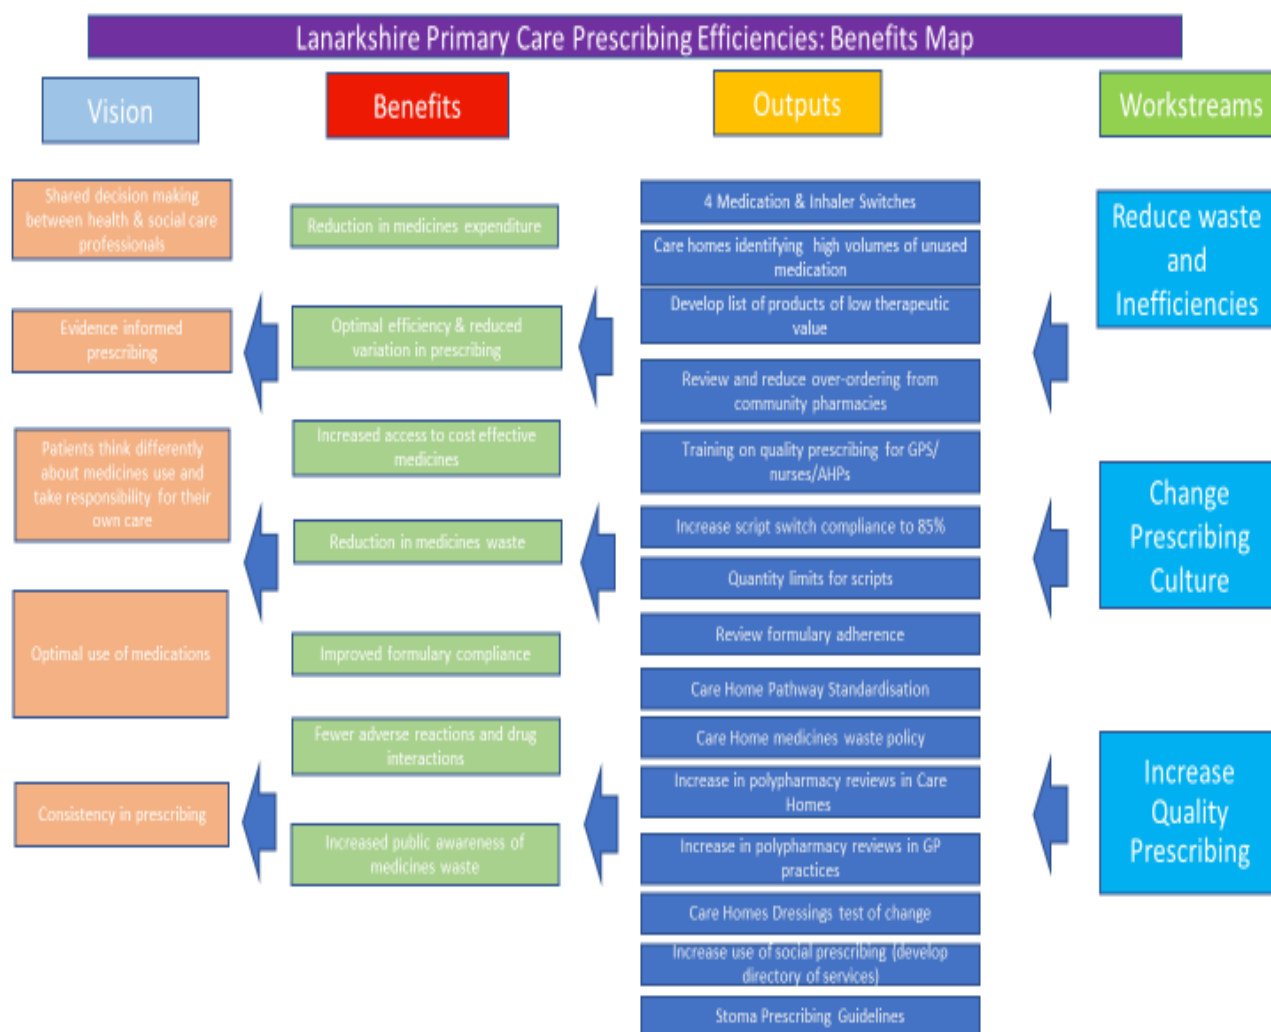 Lanarkshire Primary Care Prescribing Efficiencies: Benefits Map
Vision
Shared decision making
between health & social care
professionals
Evidence informed
prescribing
Patients think differently
about medicines use and
take responsibility for their
own care
Optimal use of medications
Consistency in prescribing
Benefits
Reduction in medicines expenditure
Optimal efficiency & reduced
variation in prescribing
Increased access to cost effective
medicines
Reduction in medicines waste
Improved formulary compliance
Fewer adverse reactions and drug
interactions
Increased public awareness of
medicines waste
Outputs
4 Medication & Inhaler Switches
Care homes identifying high volumes of unused
medication
Develop list of products of low therapeutic
value
Review and reduce over-ordering from
community pharmacies
Training on quality prescribing for GPS/
nurses/AHPs
Increase script switch compliance to 85%
Quantity limits for scripts
Review formulary adherence
Care Home Pathway Standardisation
Care Home medicines waste policy
Increase in polypharmacy reviews in Care
Homes
Increase in polypharmacy reviews in GP
practices
Care Homes Dressings test of change
Increase use of social prescribing (develop
directory of services)
Stoma Prescribing Guidelines
Workstreams
Reduce waste
and
Inefficiencies
Change
Prescribing
Culture
Increase
Quality
Prescribing